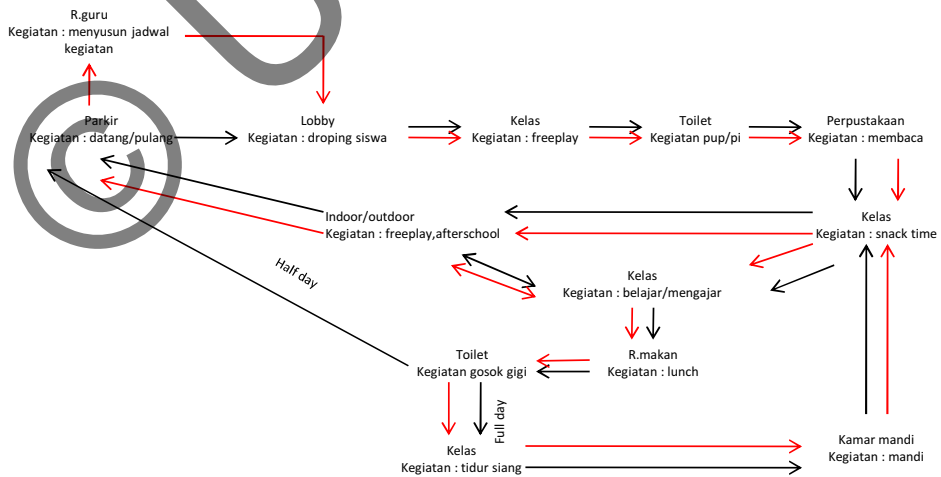 R.guru
Kegiatan : menyusun jadwal
kegiatan
Parkir
Kegiatan : datang/pulang
Lobby
Kegiatan : droping siswa
Kelas
Kegiatan : freeplay
Toilet
Kegiatan pup/pi
Perpustakaan
Kegiatan : membaca
Indoor/outdoor
Kegiatan : freeplay,afterschool
Kelas
Kegiatan : snack time
Half day
Kelas
Kegiatan : belajar/mengajar
Toilet
Kegiatan gosok gigi
R.makan
Kegiatan : lunch
Full day
Kelas
Kegiatan : tidur siang
Kamar mandi
Kegiatan : mandi